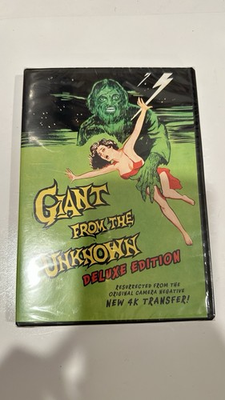 GIANT
FROM THE
UNKNOWN
DELUXE EDITION
RESURRECTED FROM THE
ORIGINAL CAMERA NEGATIVE
NEW 4K TRANSFER!